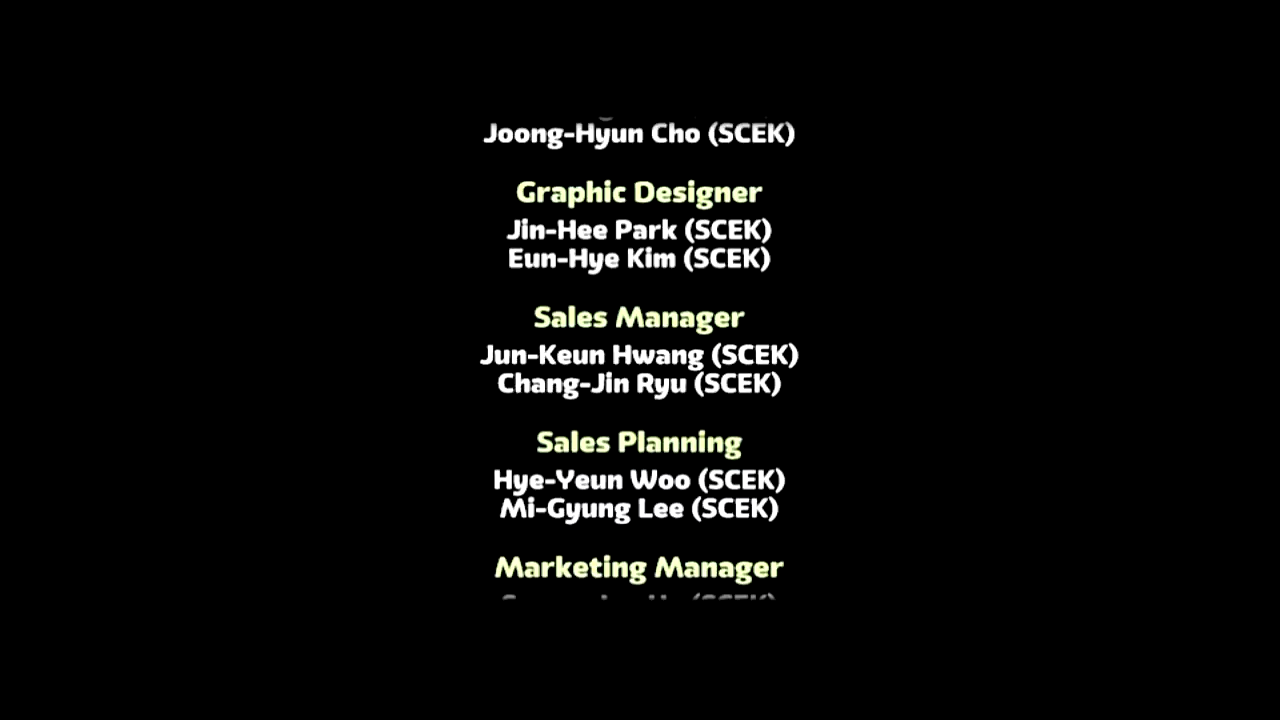 Joong-Hyun Cho (SCEK)
Graphic Designer
Jin-Hee Park (SCEK)
Eun-Hye Kim (SCEK)
Sales Manager
Jun-Keun Hwang (SCEK)
Chang-Jin Ryu (SCEK)
Sales Planning
Hye-Yeun Woo (SCEK)
Mi-Gyung Lee (SCEK)
Marketing Manager
(SCEK)